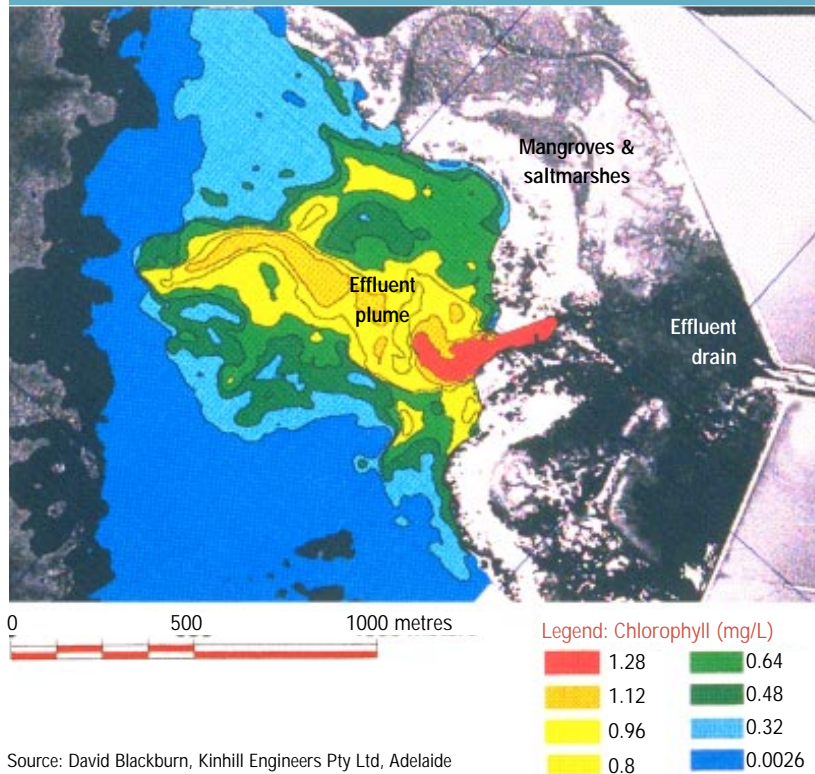 Mangroves &
saltmarshes
Effluent
plume
Effluent
drain
0 500 1000 metres
Legend: Chlorophyll (mg/L)
1.28 0.64
1.12 0.48
0.96 0.32
0.8 0.0026
Source: David Blackburn, Kinhill Engineers Pty Ltd, Adelaide